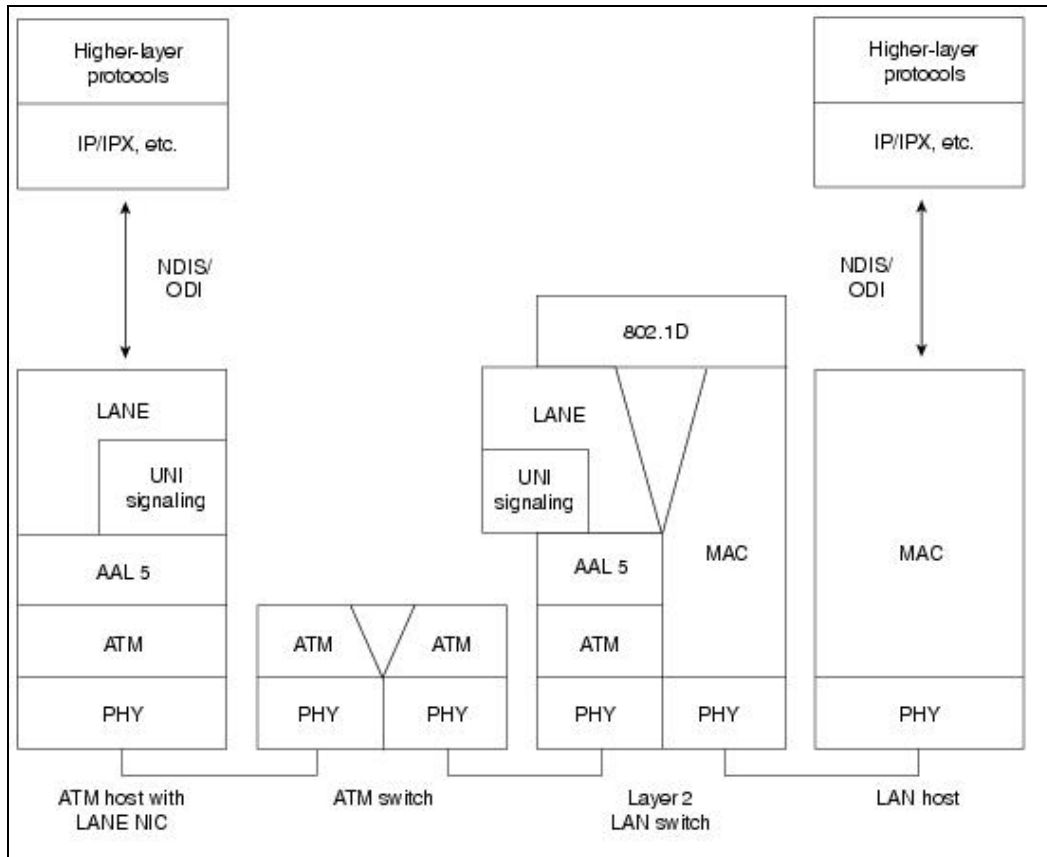 Higher-layer
protocols
IP/IPX, etc.
NDIS/
ODI
LANE
UNI
signaling
AAL 5
ATM
PHY
ATM host with
LANE NIC
ATM
ATM
PHY
PHY
ATM switch
802.1D
LANE
UNI
signaling
AAL 5
ATM
PHY
MAC
PHY
Layer 2
LAN switch
Higher-layer
protocols
IP/IPX, etc.
NDIS/
ODI
MAC
PHY
LAN host